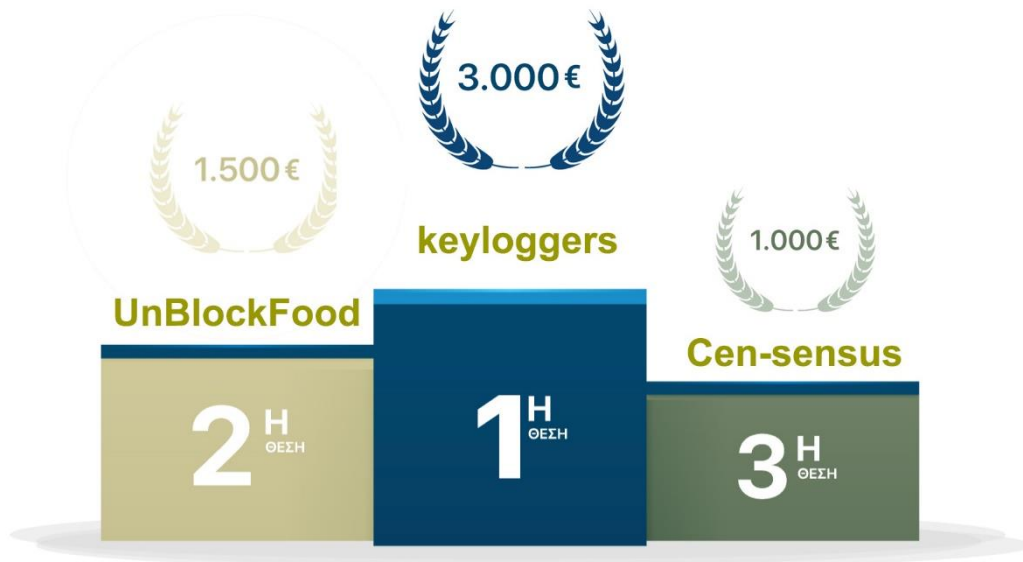 3.000 €
1.500 €
keyloggers
1.000 €
UnBlockFood
Cen-sensus
2 Η ΘΕΣΗ
1 Η ΘΕΣΗ
3 Η ΘΕΣΗ